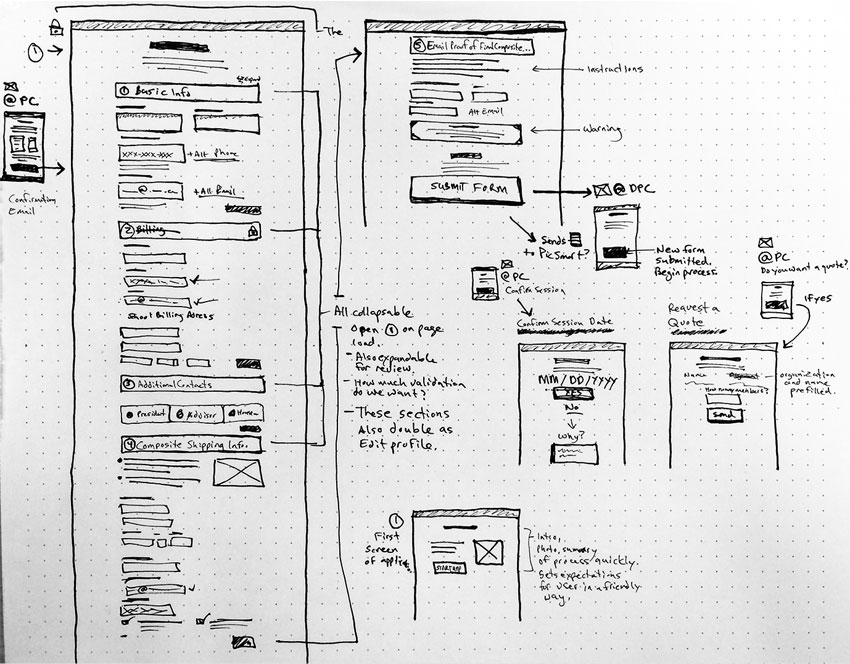 The
①
@ PC
Confirmation
Email
① Basic Info
XXX-XXX-XXX
+ Alt Phone
+ Alt Email
② Billing
Shoot Billing Adress
③ Additional Contacts
President
Advisor
④ Composite Shipping Info.
All collapsable
Open ① on page
load.
- Also expandable
for review.
- How much validation
do we want?
- These sections
Also double as
Edit profile.
⑤ Email Proof of Final Composite...
Instructions
Alt Email
Warning
SUBMIT FORM
@ DPC
Sends
to PicSmart?
New form
submitted.
Begin process.
@ PC
Confirm Session
Confirm Session Date
MM/DD/YYYY
YES
No
Why?
@ PC
Do you want a quote?
If yes
Request a
Quote
Name
organization
and name
prefilled.
How many members?
Send
①
First
Screen
of applic.
START APP
Intro,
Photo, summary
of process quickly.
Sets expectations
for user in a friendly
way.